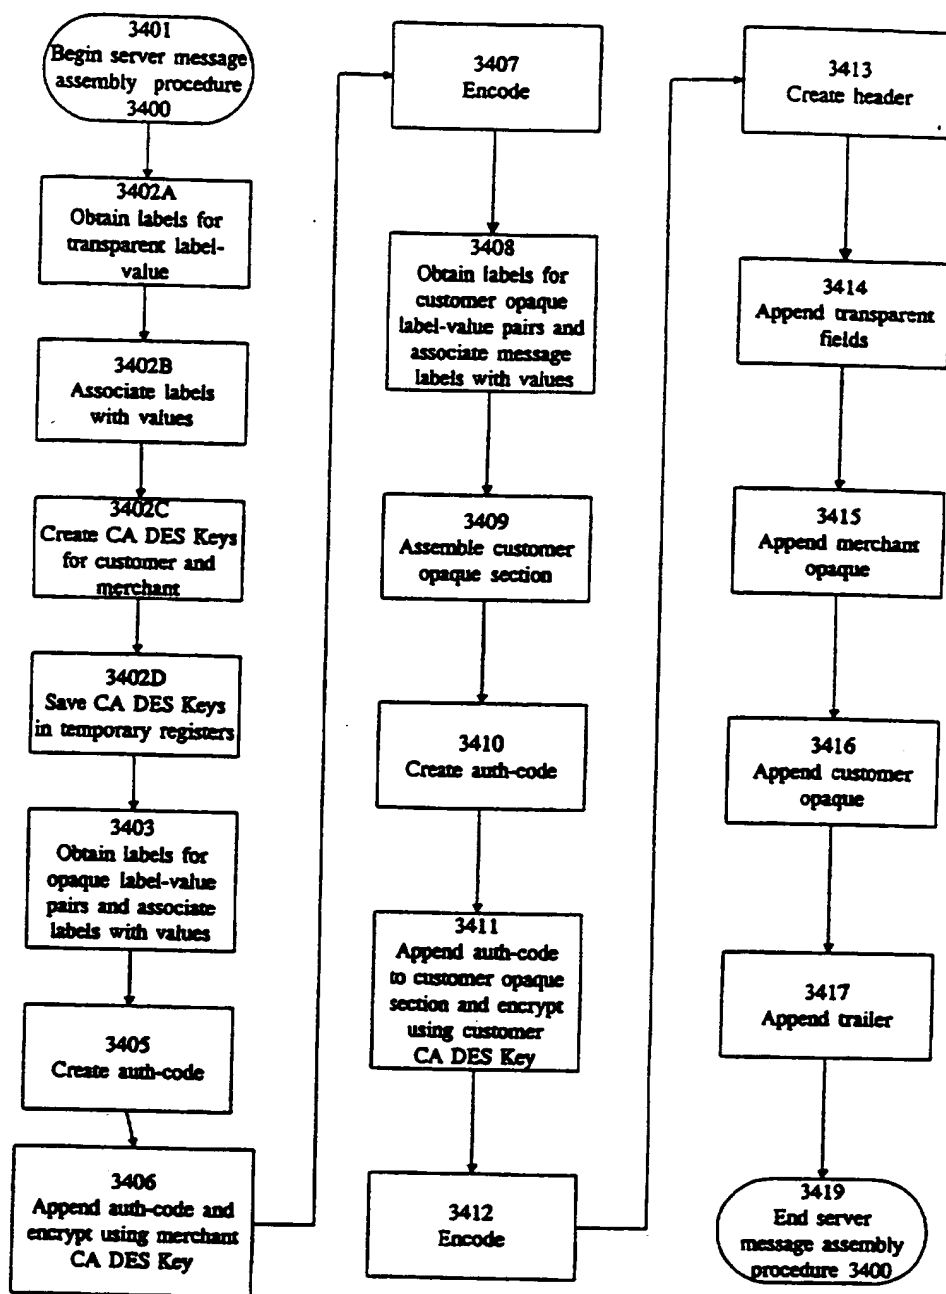 3401
Begin server message
assembly procedure
3400
3402A
Obtain labels for
transparent label-
value
3402B
Associate labels
with values
3402C
Create CA DES Keys
for customer and
merchant
3402D
Save CA DES Keys
in temporary registers
3403
Obtain labels for
opaque label-value
pairs and associate
labels with values
3405
Create auth-code
3406
Append auth-code and
encrypt using merchant
CA DES Key
3407
Encode
3408
Obtain labels for
customer opaque
label-value pairs and
associate message
labels with values
3409
Assemble customer
opaque section
3410
Create auth-code
3411
Append auth-code
to customer opaque
section and encrypt
using customer
CA DES Key
3412
Encode
3413
Create header
3414
Append transparent
fields
3415
Append merchant
opaque
3416
Append customer
opaque
3417
Append trailer
3419
End server
message assembly
procedure 3400